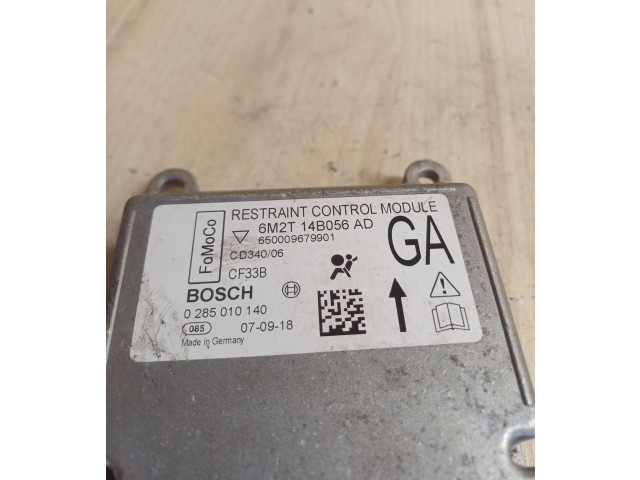 FoMoCo
RESTRAINT CONTROL MODULE
6M2T 14B056 AD
650009679901
CD340/06
CF33B
GA
BOSCH
0 285 010 140
065 07-09-18
Made in Germany